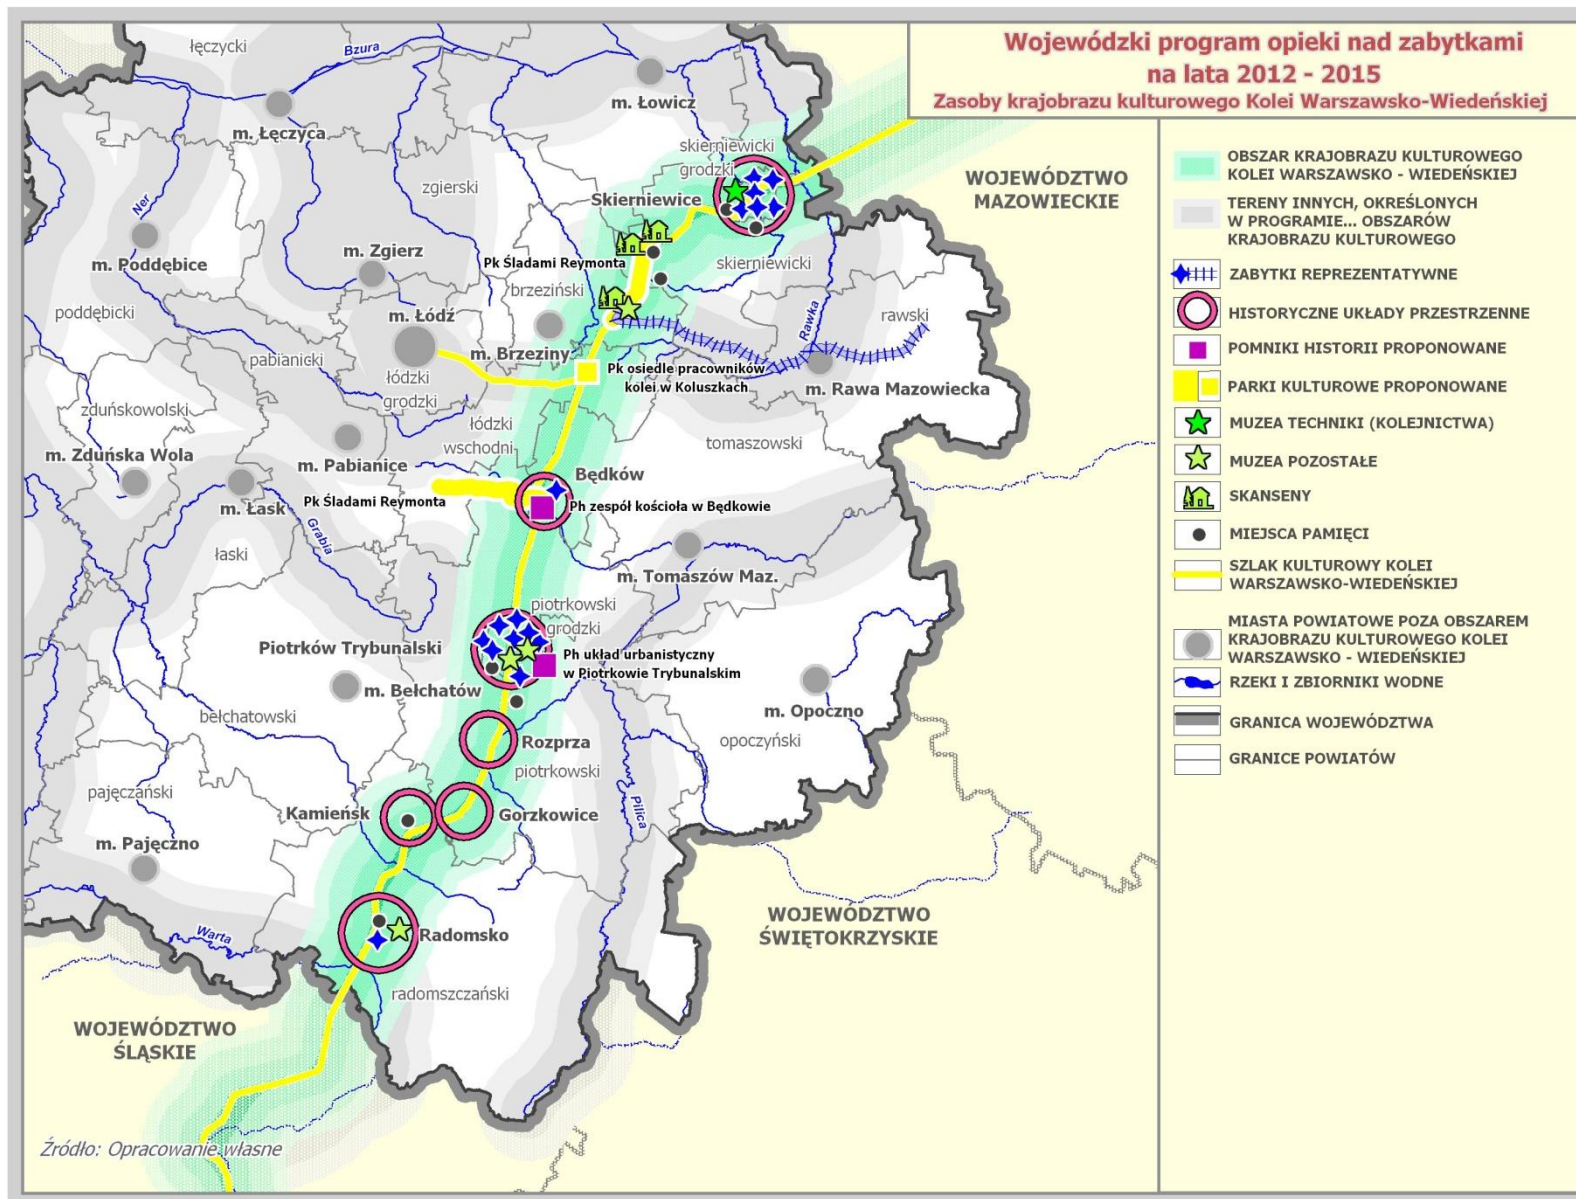 Wojewódzki program opieki nad zabytkami
na lata 2012 - 2015
Zasoby krajobrazu kulturowego Kolei Warszawsko-Wiedeńskiej
łęczycki
Bzura
m. Łowicz
m. Łęczyca
skierniewicki
grodzki
zgierski
Skierniewice
WOJEWÓDZTWO
MAZOWIECKIE
Ner
m. Poddębice
m. Zgierz
Pk Śladami Reymonta
skierniewicki
brzeziński
Rawka
poddębicki
m. Łódź
rawski
pabianicki
m. Brzeziny
łódzki
grodzki
Pk osiedle pracowników
kolei w Koluszkach
m. Rawa Mazowiecka
zduńskowolski
łódzki
wschodni
tomaszowski
m. Zduńska Wola
m. Pabianice
Będków
m. Łask
Pk Śladami Reymonta
Ph zespół kościoła w Będkowie
Grabia
łaski
m. Tomaszów Maz.
piotrkowski
grodzki
Piotrków Trybunalski
Ph układ urbanistyczny
w Piotrkowie Trybunalskim
m. Bełchatów
bełchatowski
m. Opoczno
opoczyński
Rozprza
piotrkowski
pajęczański
Kamieńsk
Gorzkowice
Pilica
m. Pajęczno
WOJEWÓDZTWO
ŚWIĘTOKRZYSKIE
Warta
Radomsko
radomszczański
WOJEWÓDZTWO
ŚLĄSKIE
Źródło: Opracowanie własne
OBSZAR KRAJOBRAZU KULTUROWEGO
KOLEI WARSZAWSKO - WIEDEŃSKIEJ
TERENY INNYCH, OKREŚLONYCH
W PROGRAMIE... OBSZARÓW
KRAJOBRAZU KULTUROWEGO
ZABYTKI REPREZENTATYWNE
HISTORYCZNE UKŁADY PRZESTRZENNE
POMNIKI HISTORII PROPONOWANE
PARKI KULTUROWE PROPONOWANE
MUZEA TECHNIKI (KOLEJNICTWA)
MUZEA POZOSTAŁE
SKANSENY
MIEJSCA PAMIĘCI
SZLAK KULTUROWY KOLEI
WARSZAWSKO-WIEDEŃSKIEJ
MIASTA POWIATOWE POZA OBSZAREM
KRAJOBRAZU KULTUROWEGO KOLEI
WARSZAWSKO - WIEDEŃSKIEJ
RZEKI I ZBIORNIKI WODNE
GRANICA WOJEWÓDZTWA
GRANICE POWIATÓW